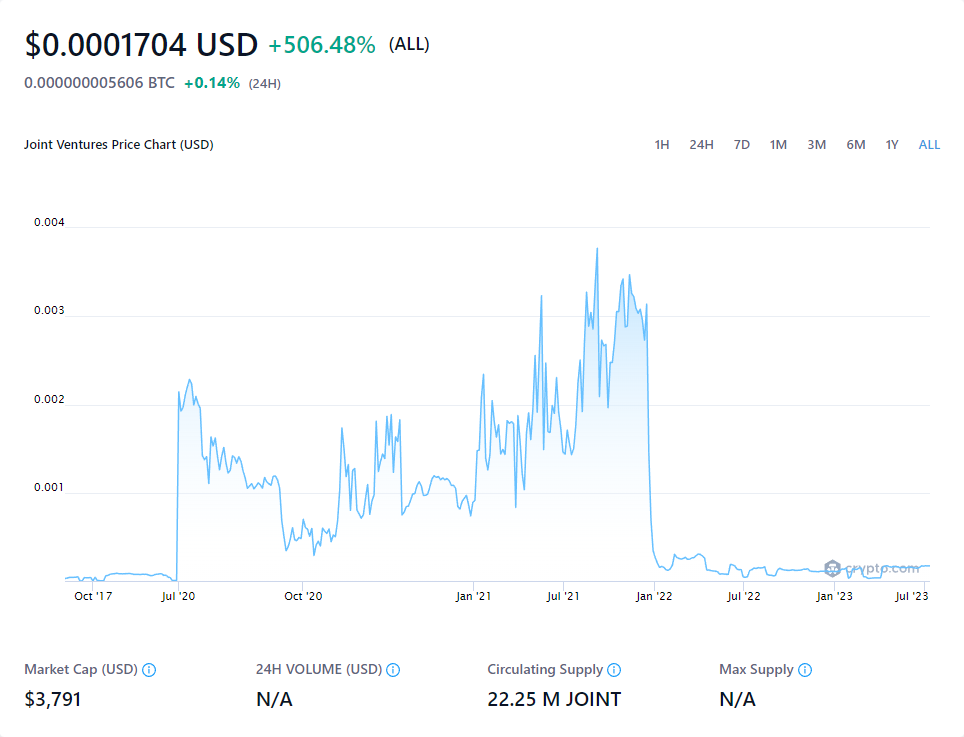 $0.0001704 USD +506.48% (ALL)
0.000000005606 BTC +0.14% (24H)
Joint Ventures Price Chart (USD) 1H 24H 7D 1M 3M 6M 1Y ALL
0.004
0.003
0.002
0.001
crypto.com
Oct '17 Jul '20 Oct '20 Jan '21 Jul '21 Jan '22 Jul '22 Jan '23 Jul '23
Market Cap (USD) 24H VOLUME (USD) Circulating Supply Max Supply
$3,791 N/A 22.25 M JOINT N/A